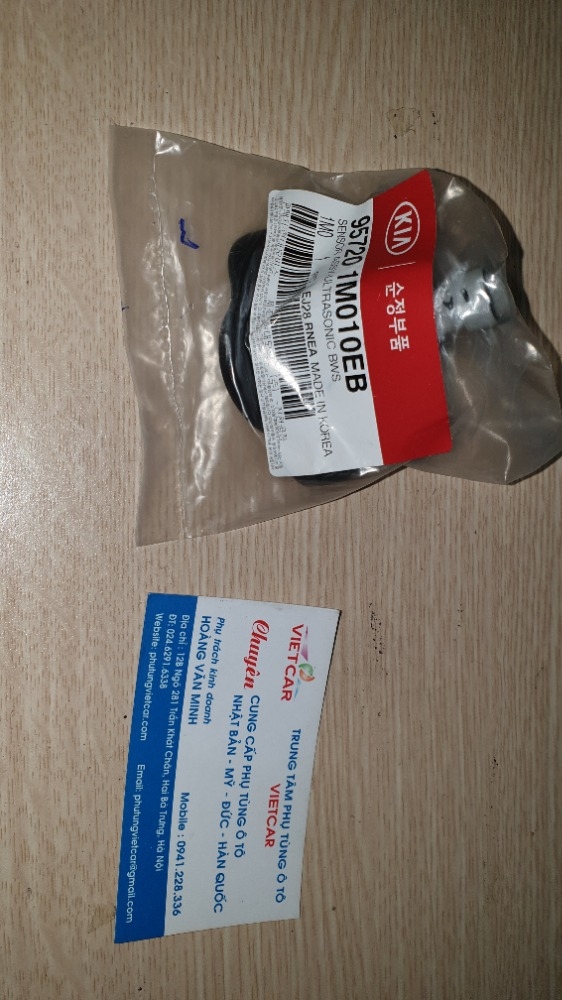 KIA
순정부품
95720 1M010EB
SENSOR ASSY-ULTRASONIC BWS
1M0
EJ28 RNEA MADE IN KOREA
VIETCAR
TRUNG TÂM PHỤ TÙNG Ô TÔ
VIETCAR
Chuyên
CUNG CẤP PHỤ TÙNG Ô TÔ
NHẬT BẢN - MỸ - ĐỨC - HÀN QUỐC
Phụ trách kinh doanh
HOÀNG VĂN MINH
Mobile : 0941.228.336
Địa chỉ : 12B Ngõ 281 Trần Khát Chân, Hai Bà Trưng, Hà Nội
ĐT: 024.6291.6338
Website: phutungvietcar.com Email: phutungvietcar@gmail.com